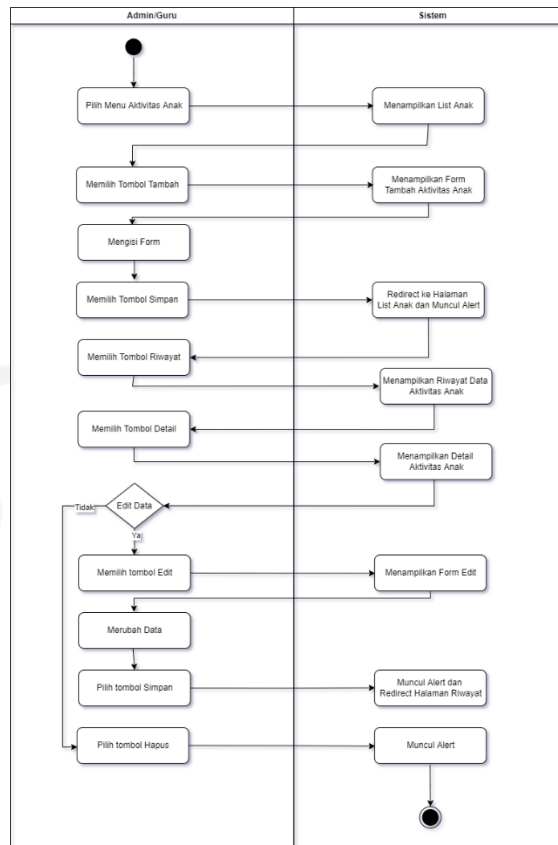 Admin/Guru
Sistem
Pilih Menu Aktivitas Anak
Menampilkan List Anak
Memilih Tombol Tambah
Menampilkan Form
Tambah Aktivitas Anak
Mengisi Form
Memilih Tombol Simpan
Redirect ke Halaman
List Anak dan Muncul Alert
Memilih Tombol Riwayat
Menampilkan Riwayat Data
Aktivitas Anak
Memilih Tombol Detail
Menampilkan Detail
Aktivitas Anak
Tidak
Edit Data
Ya
Memilih tombol Edit
Menampilkan Form Edit
Merubah Data
Pilih tombol Simpan
Muncul Alert dan
Redirect Halaman Riwayat
Pilih tombol Hapus
Muncul Alert